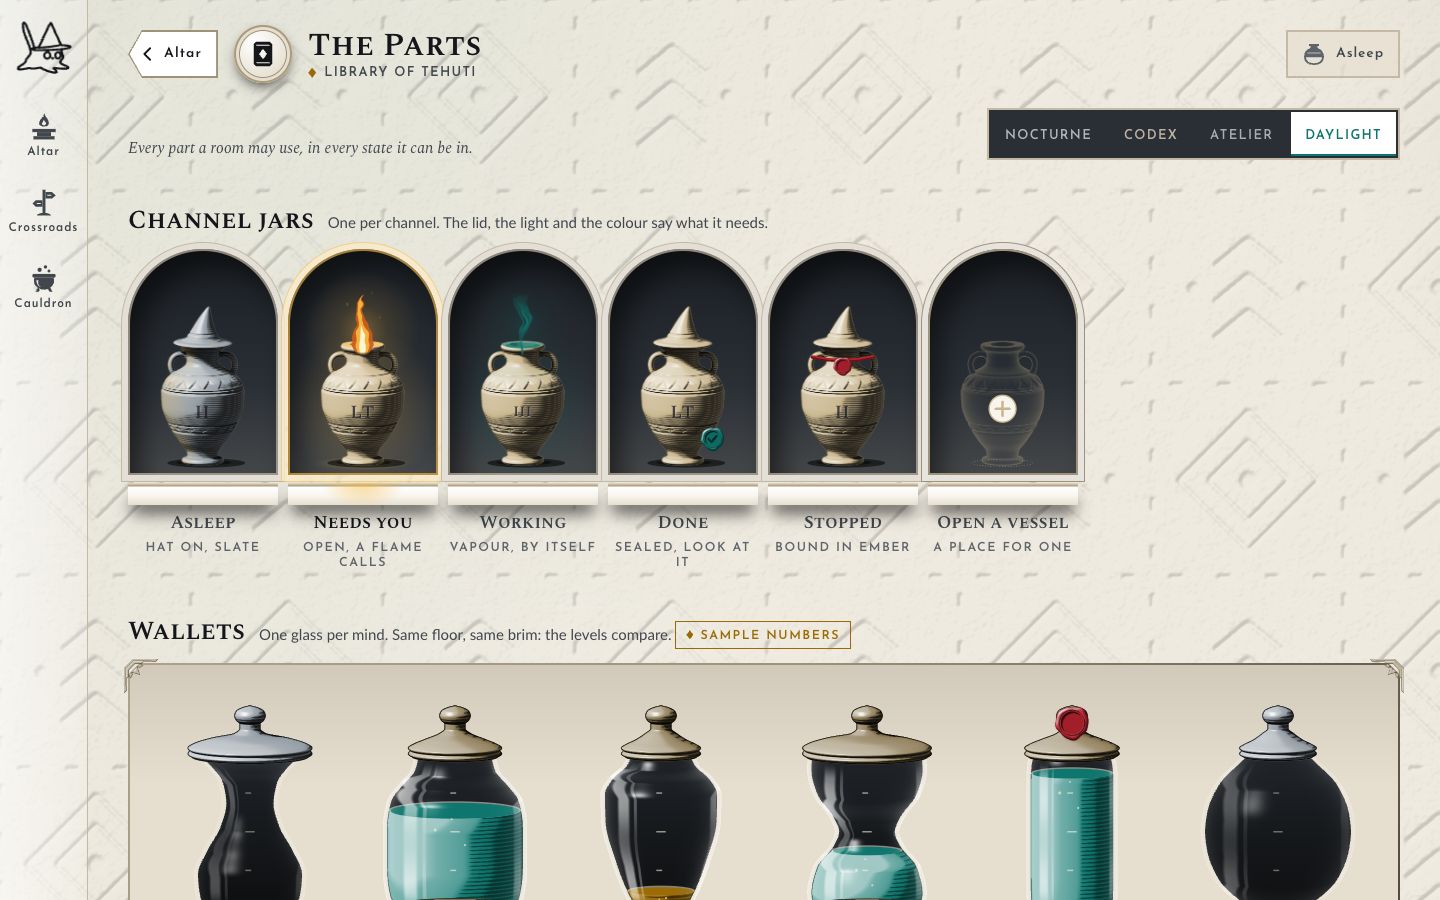 Altar
THE PARTS
LIBRARY OF TEHUTI
Asleep
Altar
Crossroads
Cauldron
Every part a room may use, in every state it can be in.
NOCTURNE CODEX ATELIER DAYLIGHT
CHANNEL JARS One per channel. The lid, the light and the colour say what it needs.
II LT III LT II
ASLEEP
HAT ON, SLATE
NEEDS YOU
OPEN, A FLAME
CALLS
WORKING
VAPOUR, BY ITSELF
DONE
SEALED, LOOK AT
IT
STOPPED
BOUND IN EMBER
OPEN A VESSEL
A PLACE FOR ONE
WALLETS One glass per mind. Same floor, same brim: the levels compare. SAMPLE NUMBERS